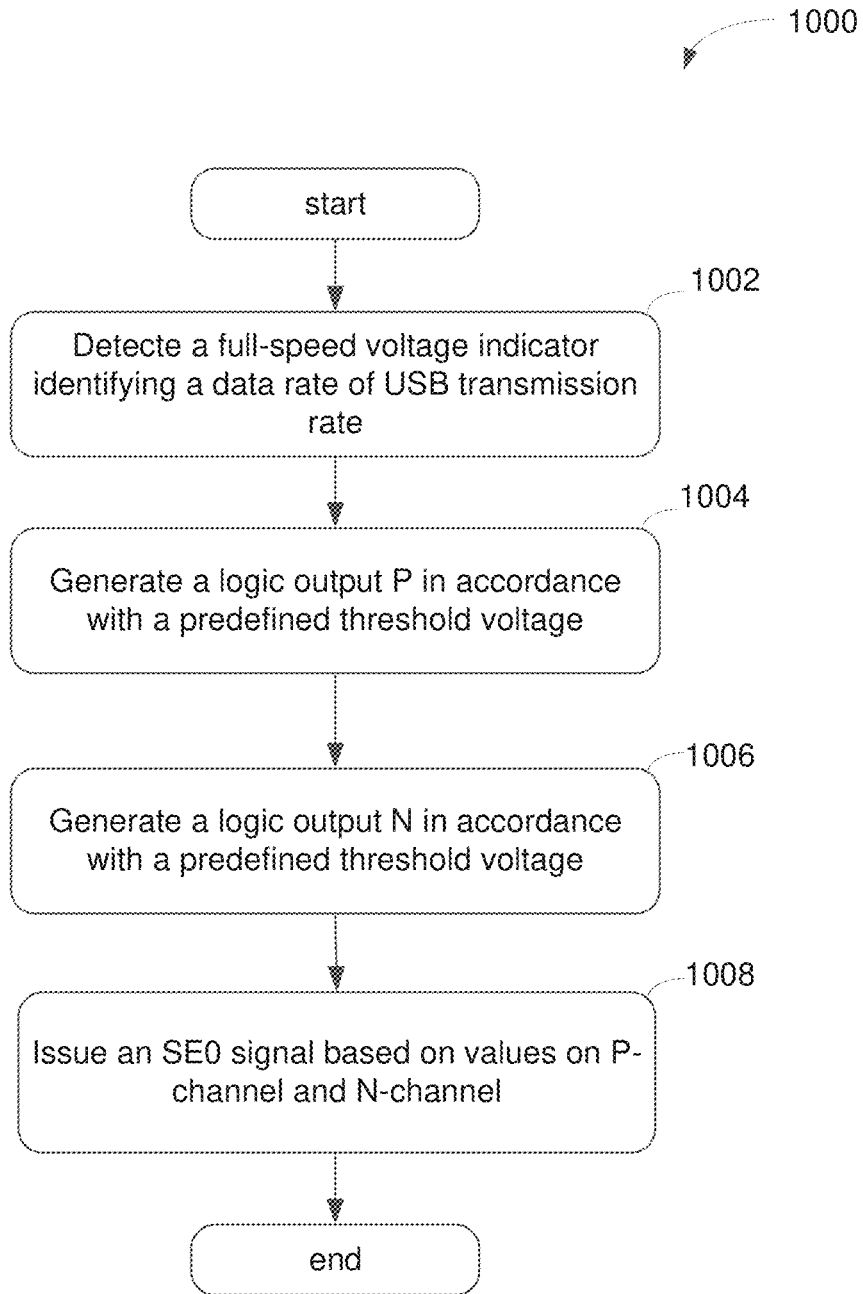 1000
start
1002
Detecte a full-speed voltage indicator
identifying a data rate of USB transmission
rate
1004
Generate a logic output P in accordance
with a predefined threshold voltage
1006
Generate a logic output N in accordance
with a predefined threshold voltage
1008
Issue an SE0 signal based on values on P-
channel and N-channel
end